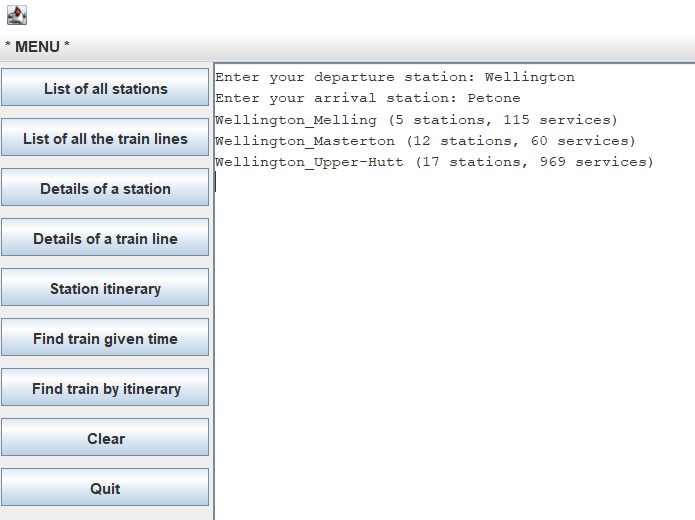 * MENU *
List of all stations
List of all the train lines
Details of a station
Details of a train line
Station itinerary
Find train given time
Find train by itinerary
Clear
Quit
Enter your departure station: Wellington
Enter your arrival station: Petone
Wellington_Melling (5 stations, 115 services)
Wellington_Masterton (12 stations, 60 services)
Wellington_Upper-Hutt (17 stations, 969 services)